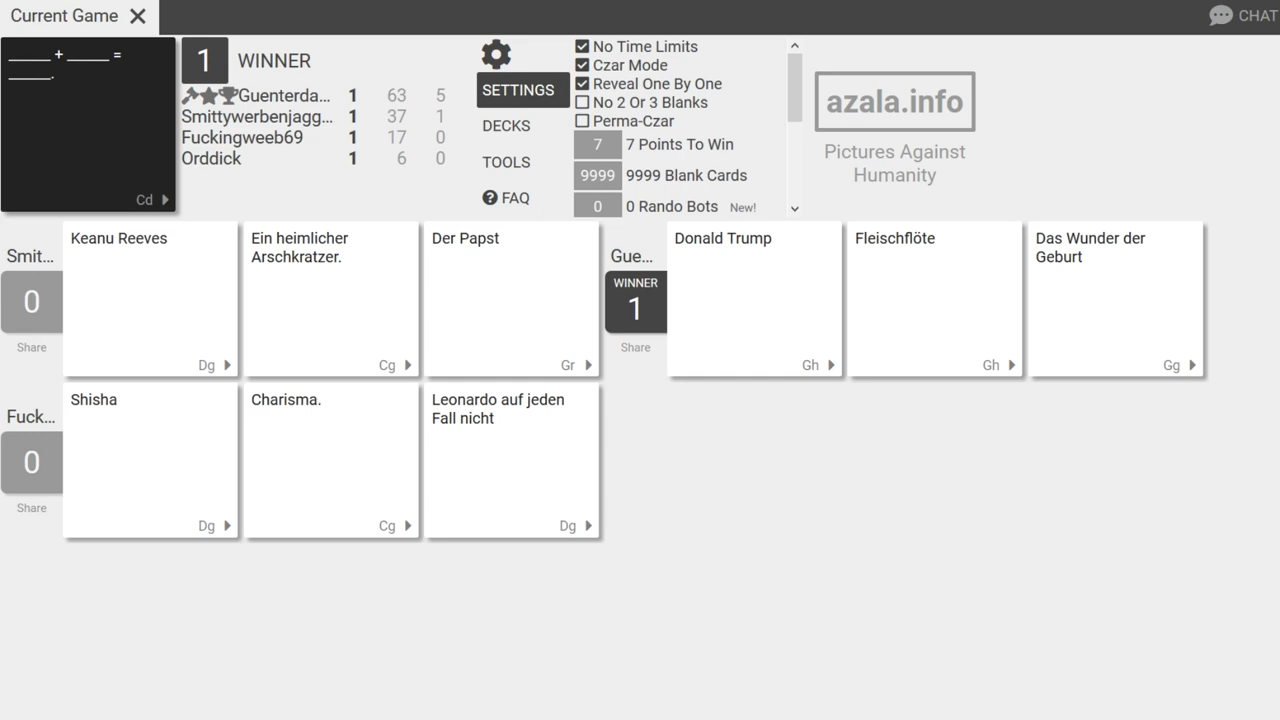 Current Game
CHAT
_____ + _____ =
_____.
Cd
1 WINNER
Guenterda... 1 63 5
Smittywerbenjagg... 1 37 1
Fuckingweeb69 1 17 0
Orddick 1 6 0
SETTINGS
DECKS
TOOLS
FAQ
No Time Limits
Czar Mode
Reveal One By One
No 2 Or 3 Blanks
Perma-Czar
7 7 Points To Win
9999 9999 Blank Cards
0 0 Rando Bots New!
azala.info
Pictures Against
Humanity
Smit...
0
Share
Keanu Reeves
Dg
Ein heimlicher
Arschkratzer.
Cg
Der Papst
Gr
Gue...
WINNER
1
Share
Donald Trump
Gh
Fleischflöte
Gh
Das Wunder der
Geburt
Gg
Fuck...
0
Share
Shisha
Dg
Charisma.
Cg
Leonardo auf jeden
Fall nicht
Dg